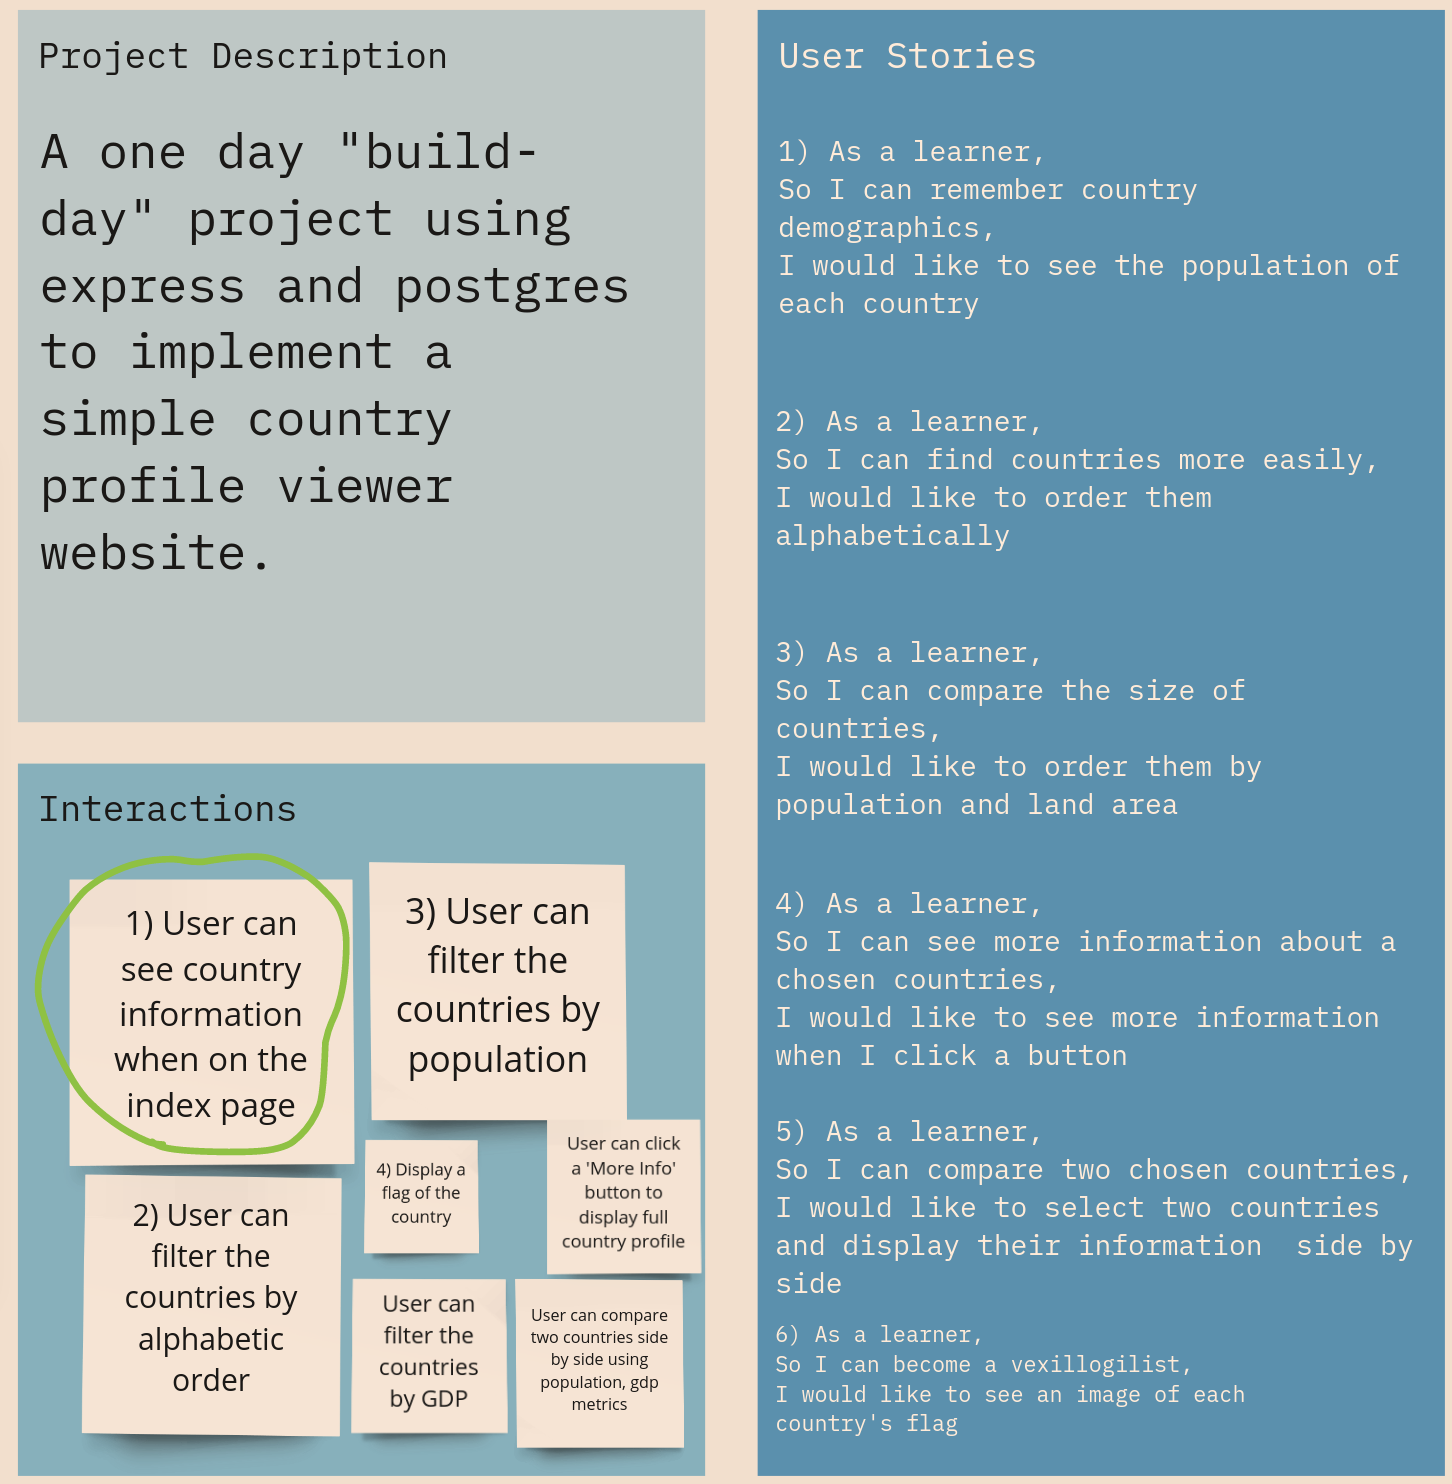 Project Description
A one day "build-
day" project using
express and postgres
to implement a
simple country
profile viewer
website.
Interactions
1) User can
see country
information
when on the
index page
3) User can
filter the
countries by
population
2) User can
filter the
countries by
alphabetic
order
4) Display a
flag of the
country
User can click
a 'More Info'
button to
display full
country profile
User can
filter the
countries
by GDP
User can compare
two countries side
by side using
population, gdp
metrics
User Stories
1) As a learner,
So I can remember country
demographics,
I would like to see the population of
each country
2) As a learner,
So I can find countries more easily,
I would like to order them
alphabetically
3) As a learner,
So I can compare the size of
countries,
I would like to order them by
population and land area
4) As a learner,
So I can see more information about a
chosen countries,
I would like to see more information
when I click a button
5) As a learner,
So I can compare two chosen countries,
I would like to select two countries
and display their information  side by
side
6) As a learner,
So I can become a vexillogilist,
I would like to see an image of each
country's flag